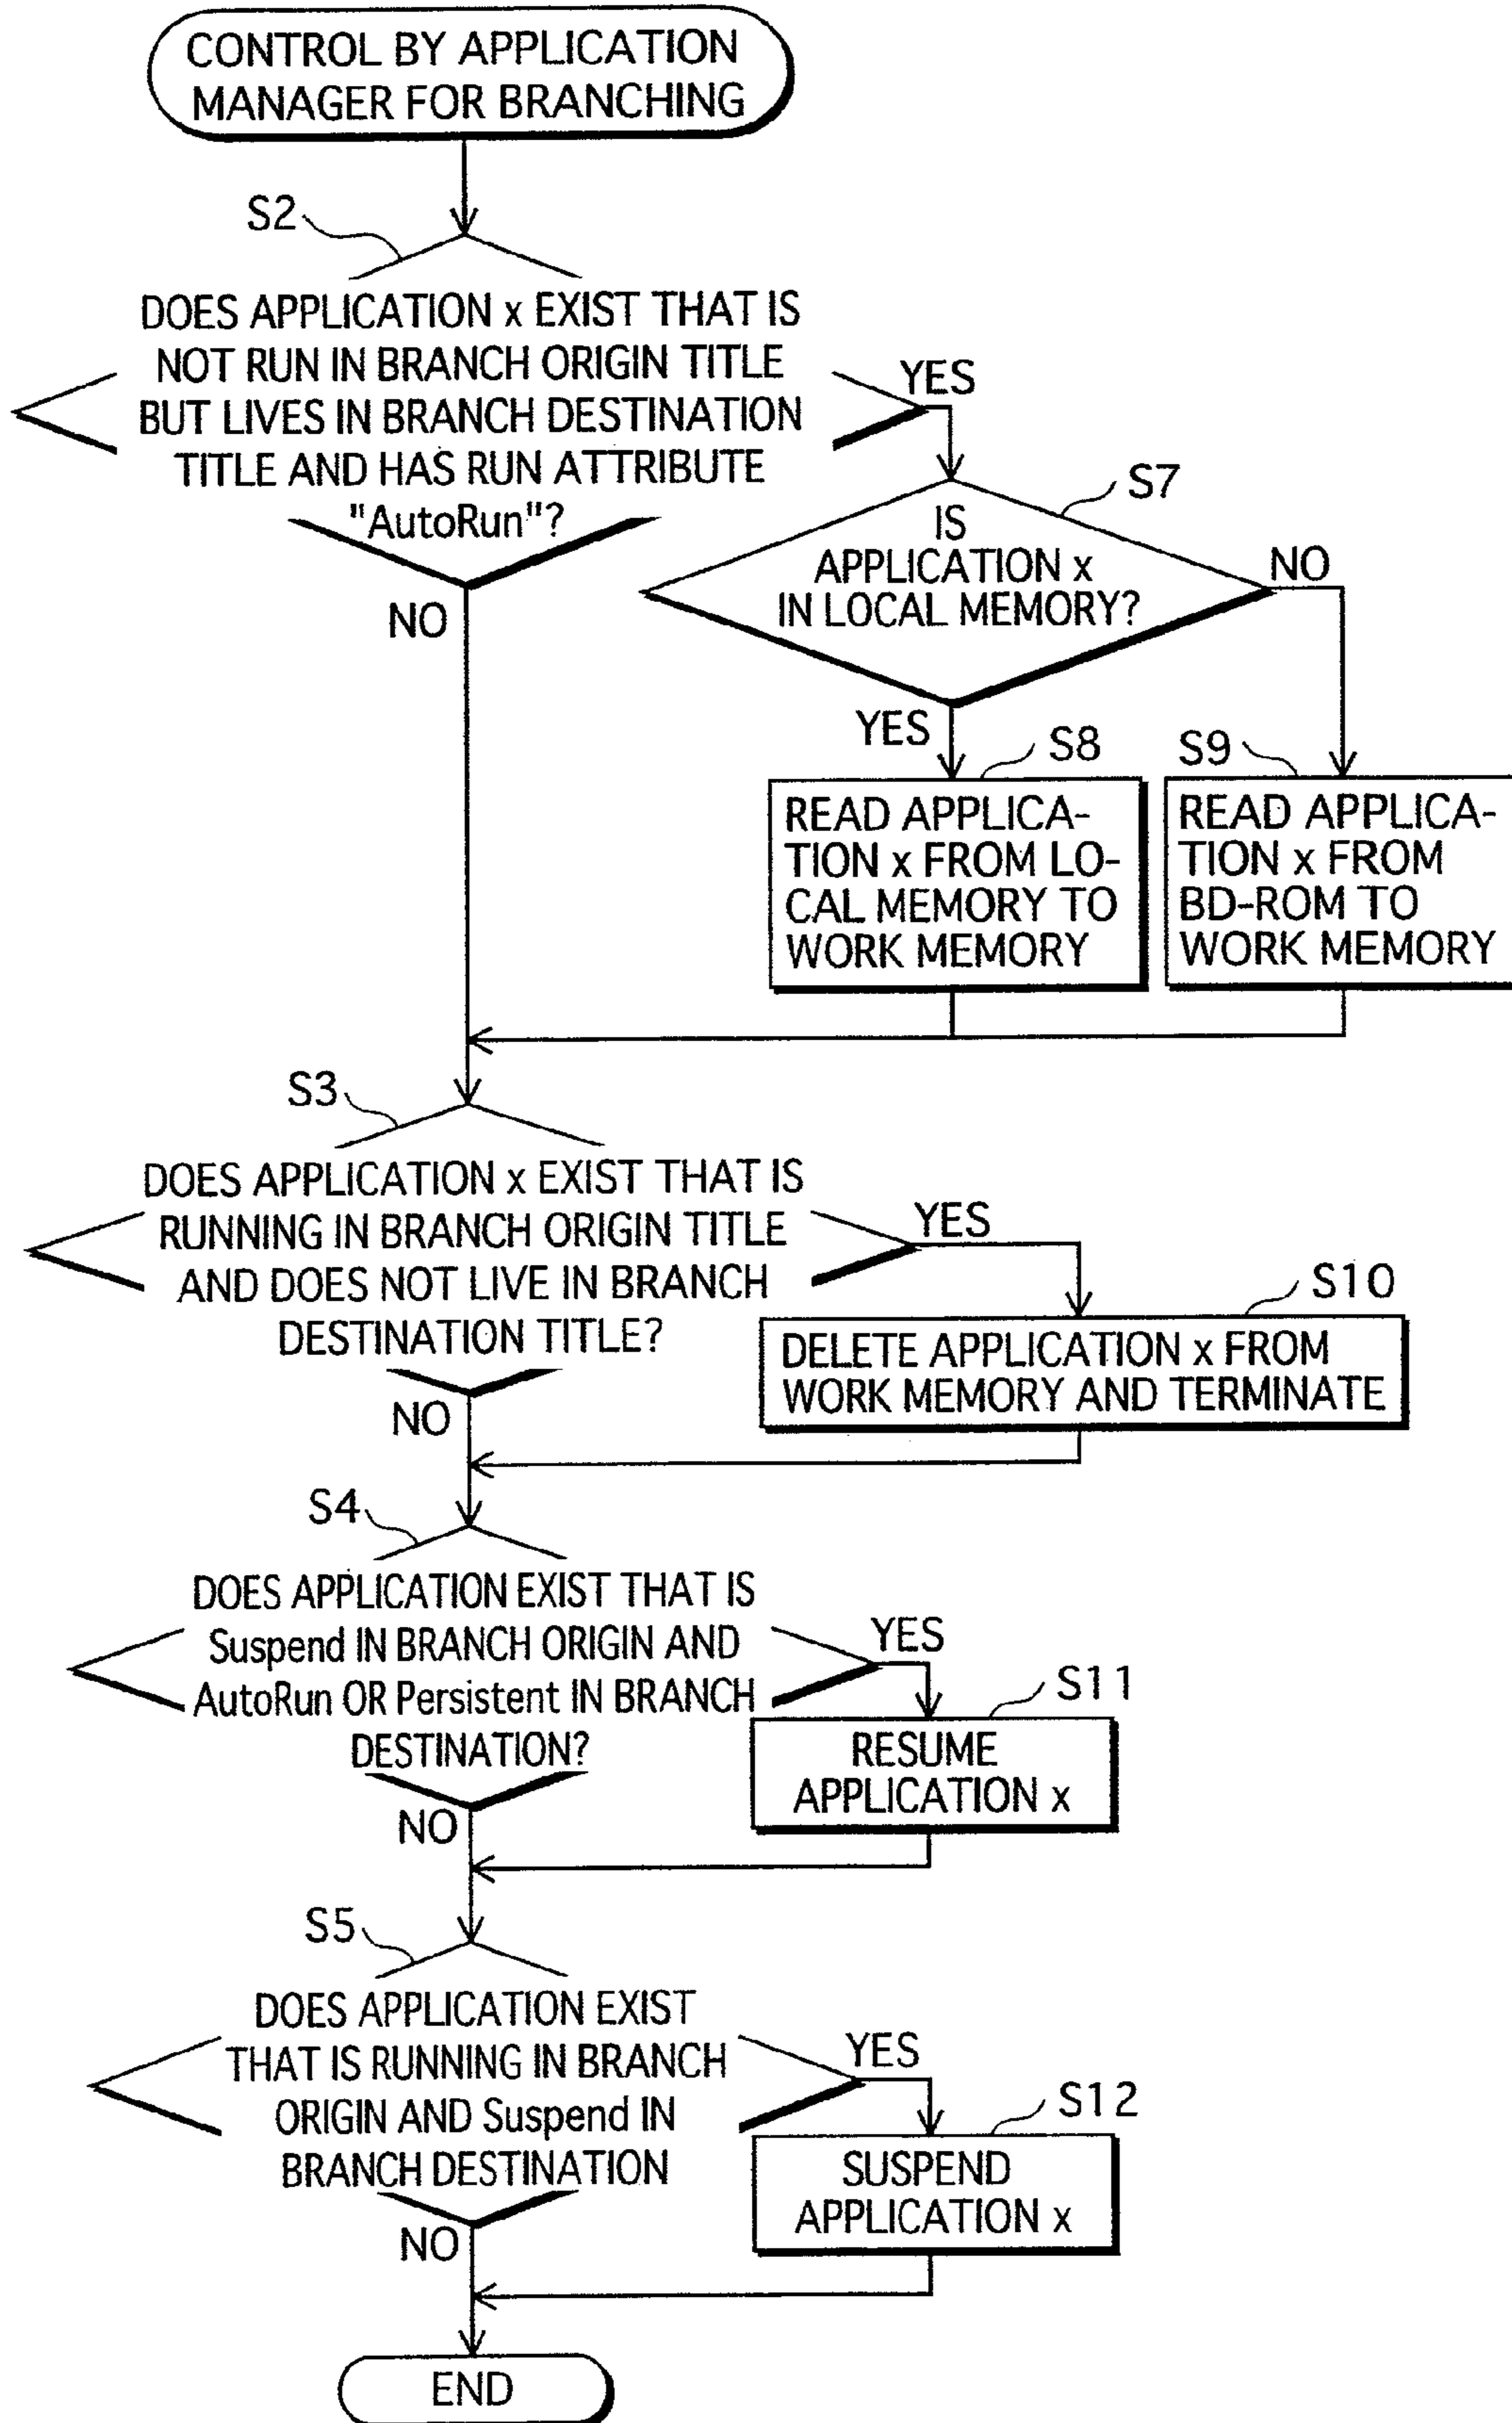 CONTROL BY APPLICATION
MANAGER FOR BRANCHING
S2
DOES APPLICATION x EXIST THAT IS
NOT RUN IN BRANCH ORIGIN TITLE
BUT LIVES IN BRANCH DESTINATION
TITLE AND HAS RUN ATTRIBUTE
"AutoRun"?
YES
NO
S7
IS
APPLICATION x
IN LOCAL MEMORY?
NO
YES
S8
READ APPLICA-
TION x FROM LO-
CAL MEMORY TO
WORK MEMORY
S9
READ APPLICA-
TION x FROM
BD-ROM TO
WORK MEMORY
S3
DOES APPLICATION x EXIST THAT IS
RUNNING IN BRANCH ORIGIN TITLE
AND DOES NOT LIVE IN BRANCH
DESTINATION TITLE?
YES
NO
S10
DELETE APPLICATION x FROM
WORK MEMORY AND TERMINATE
S4
DOES APPLICATION EXIST THAT IS
Suspend IN BRANCH ORIGIN AND
AutoRun OR Persistent IN BRANCH
DESTINATION?
YES
NO
S11
RESUME
APPLICATION x
S5
DOES APPLICATION EXIST
THAT IS RUNNING IN BRANCH
ORIGIN AND Suspend IN
BRANCH DESTINATION
YES
NO
S12
SUSPEND
APPLICATION x
END